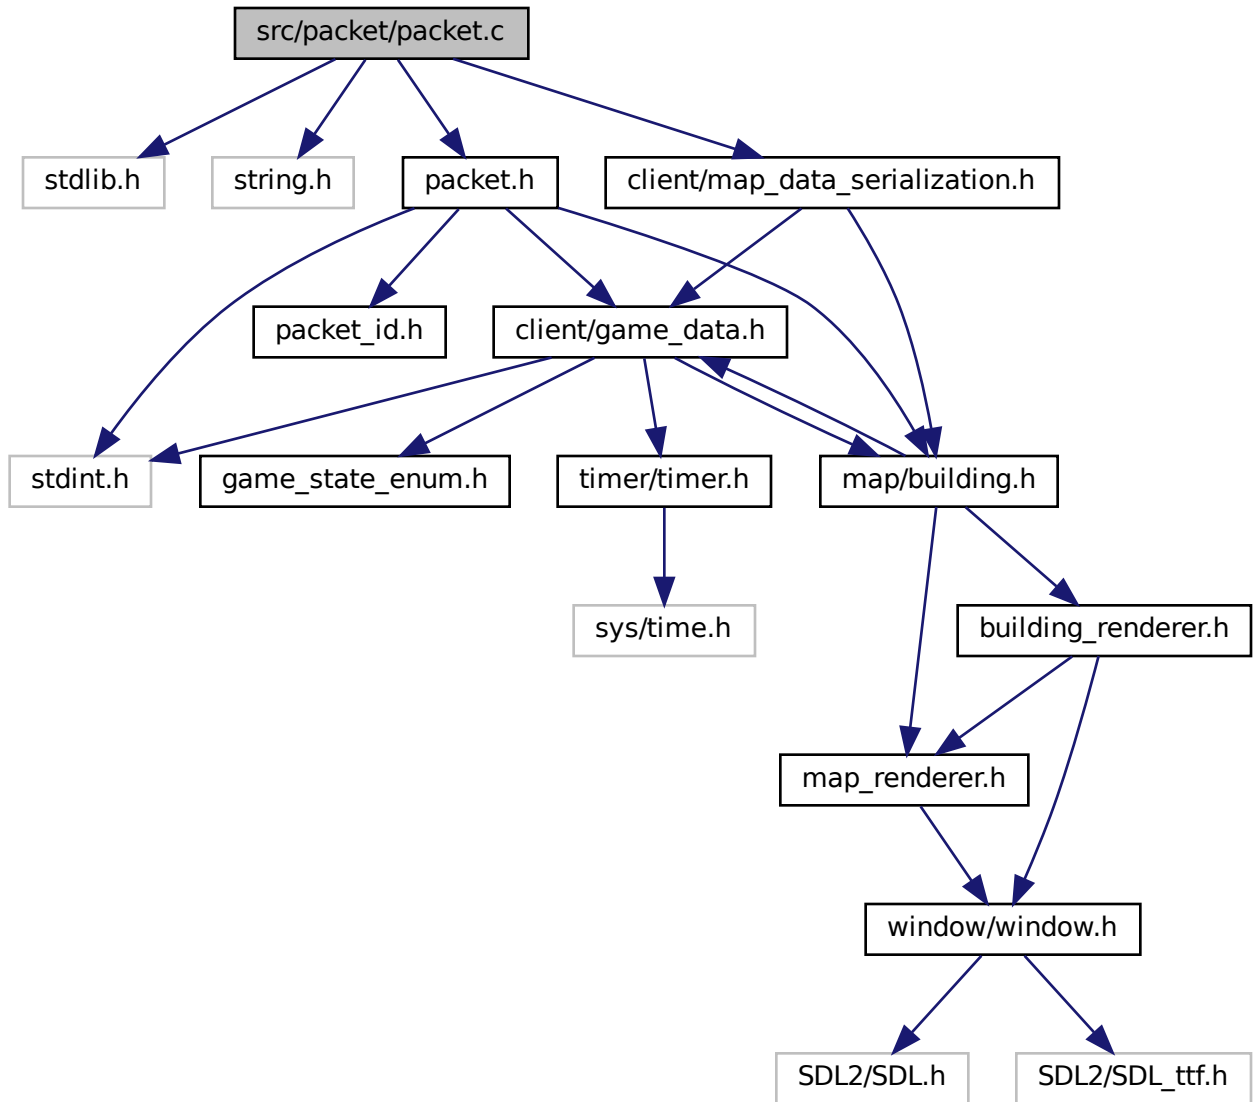 src/packet/packet.c
stdlib.h
string.h
packet.h
client/map_data_serialization.h
packet_id.h
client/game_data.h
stdint.h
game_state_enum.h
timer/timer.h
map/building.h
sys/time.h
building_renderer.h
map_renderer.h
window/window.h
SDL2/SDL.h
SDL2/SDL_ttf.h